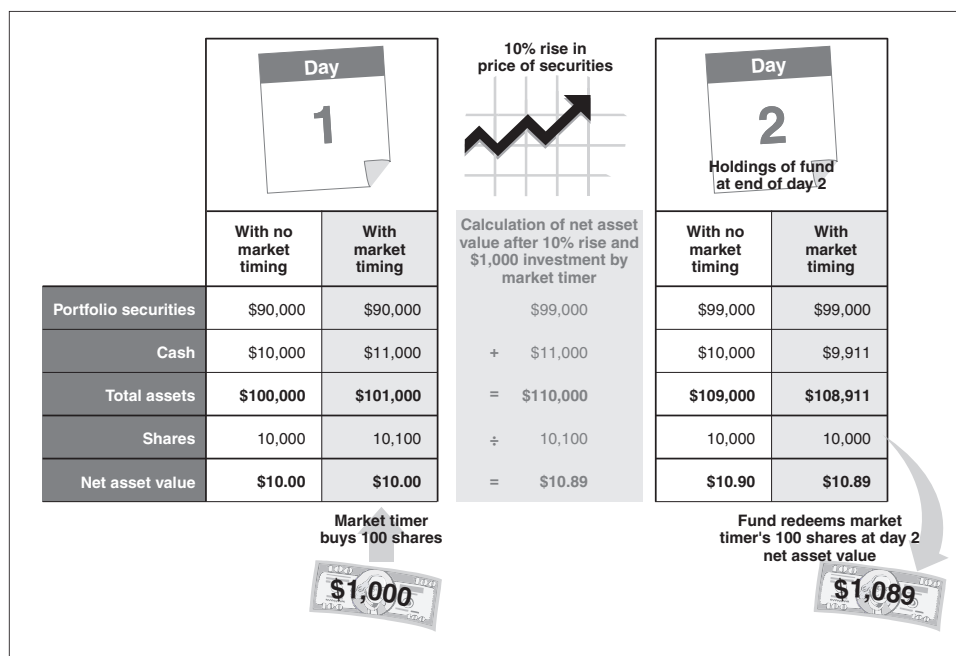 Day
1
10% rise in
price of securities
Day
2
Holdings of fund
at end of day 2
With no
market
timing
With
market
timing
Calculation of net asset
value after 10% rise and
$1,000 investment by
market timer
With no
market
timing
With
market
timing
Portfolio securities $90,000 $90,000 $99,000 $99,000 $99,000
Cash $10,000 $11,000 + $11,000 $10,000 $9,911
Total assets $100,000 $101,000 = $110,000 $109,000 $108,911
Shares 10,000 10,100 ÷ 10,100 10,000 10,000
Net asset value $10.00 $10.00 = $10.89 $10.90 $10.89
Market timer
buys 100 shares
$1,000
Fund redeems market
timer's 100 shares at day 2
net asset value
$1,089